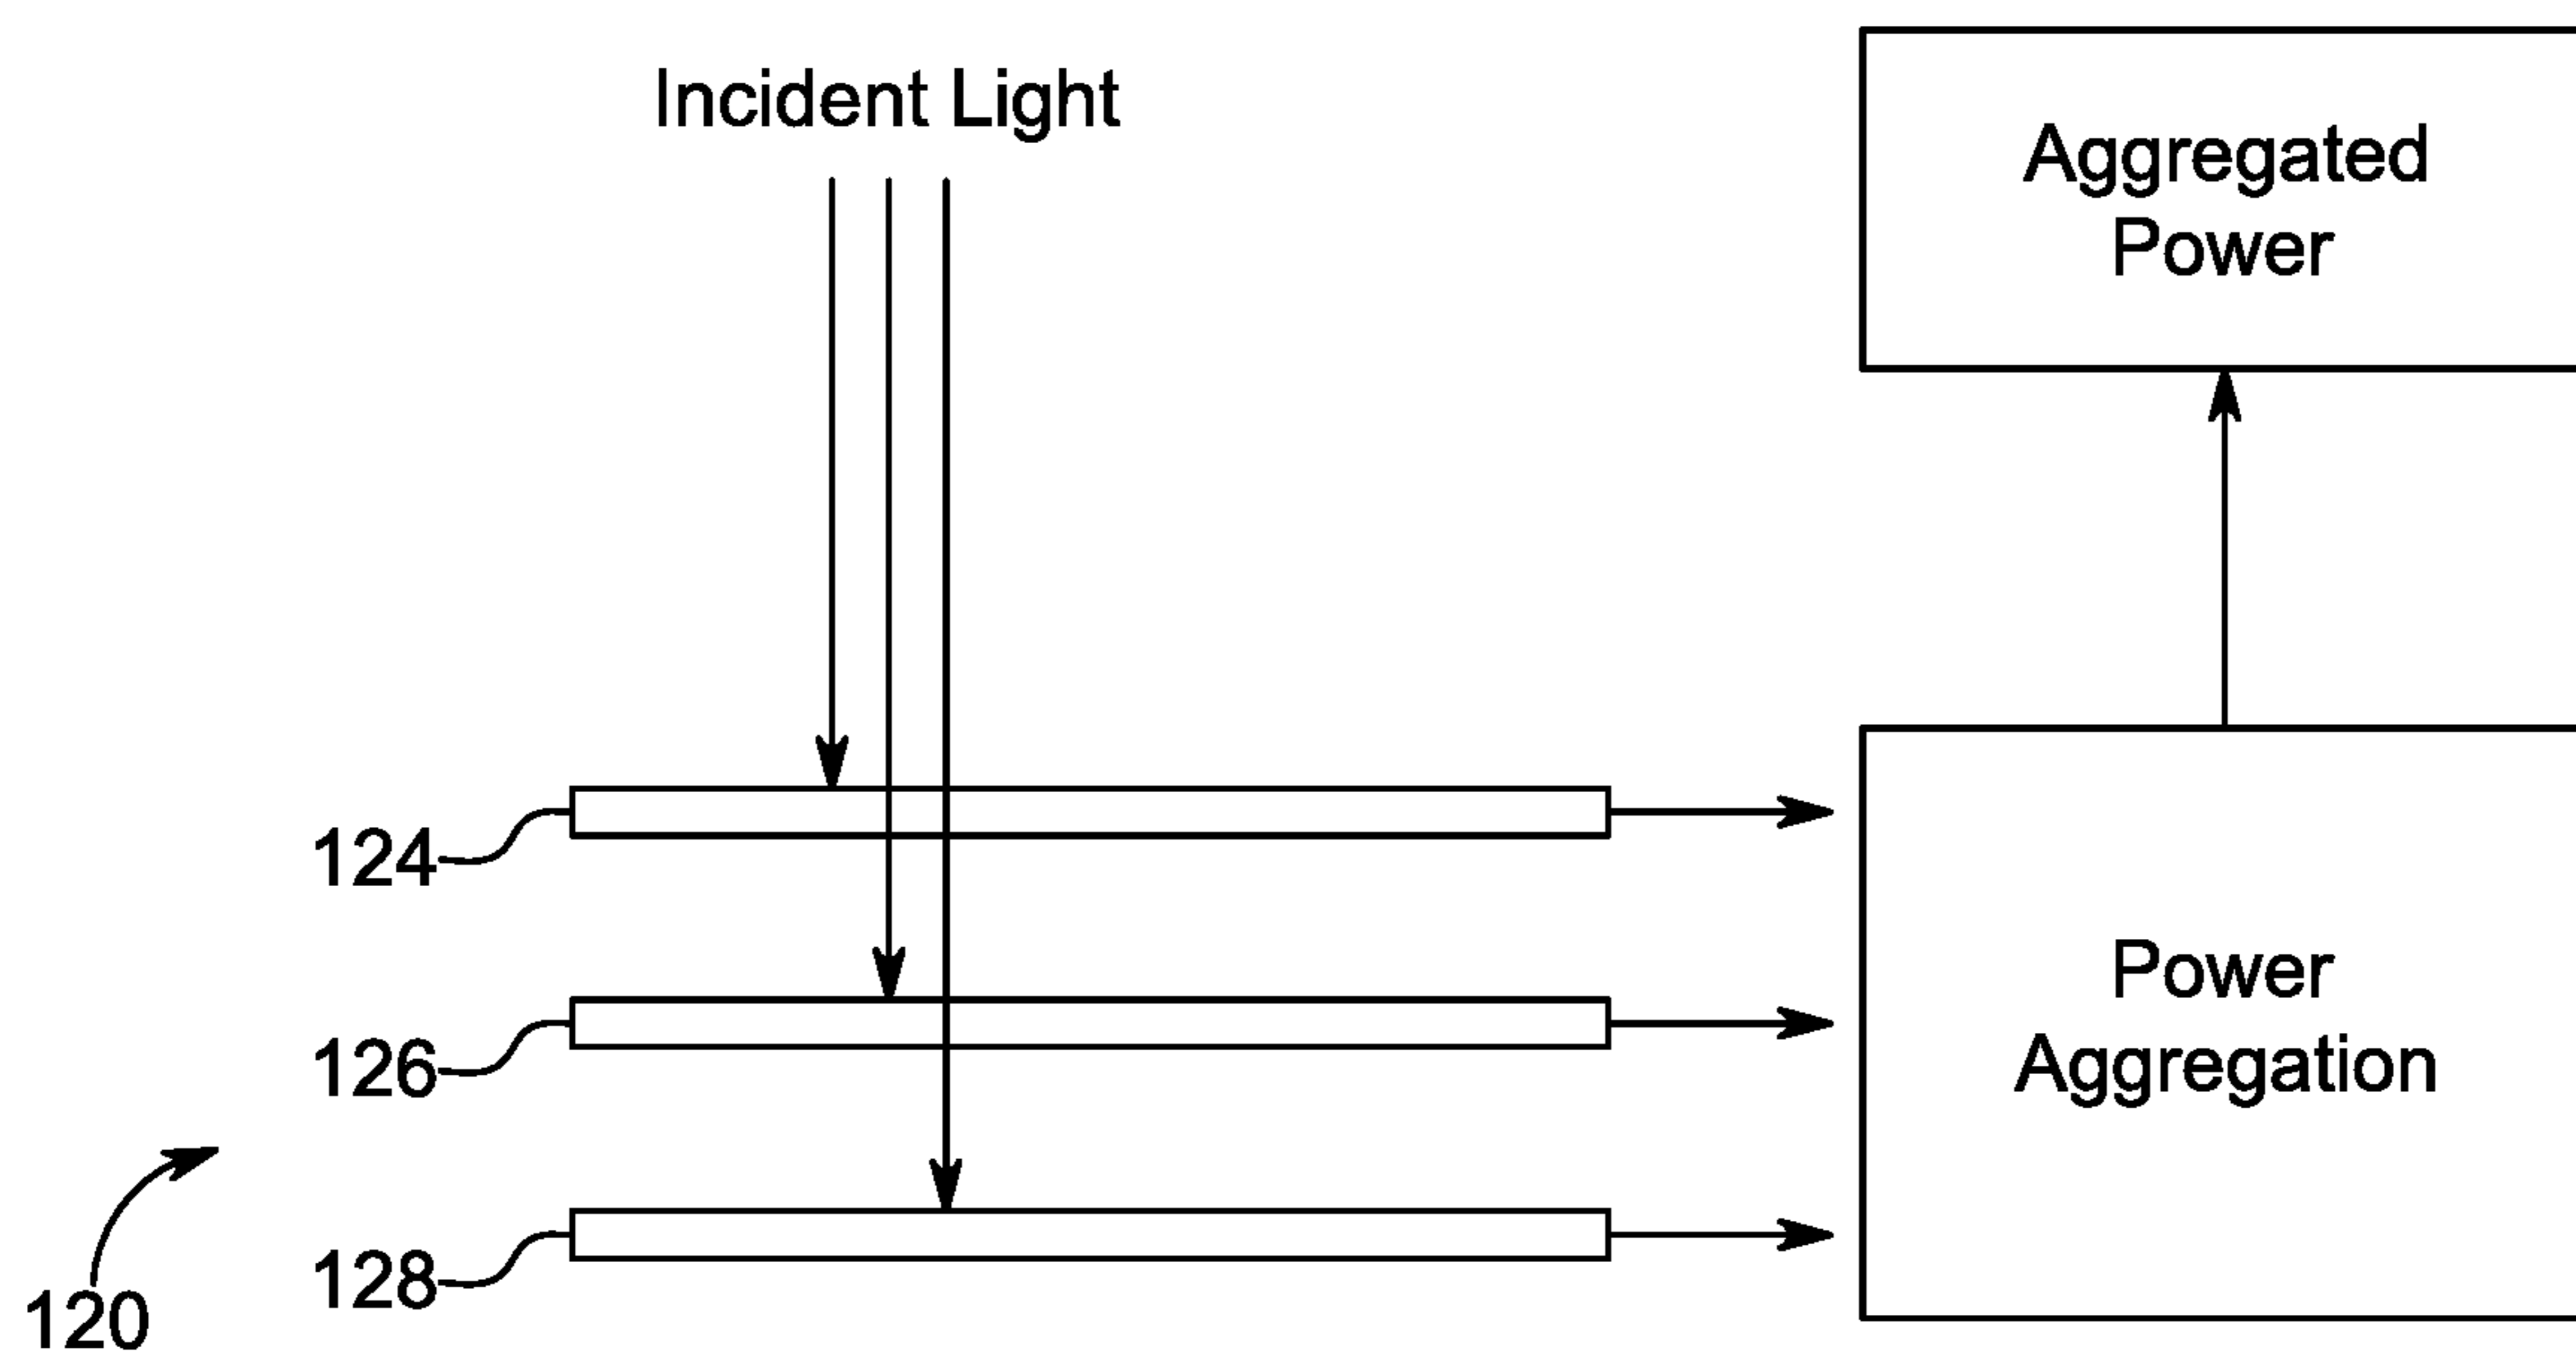 Incident Light
Aggregated
Power
124
126
128
120
Power
Aggregation